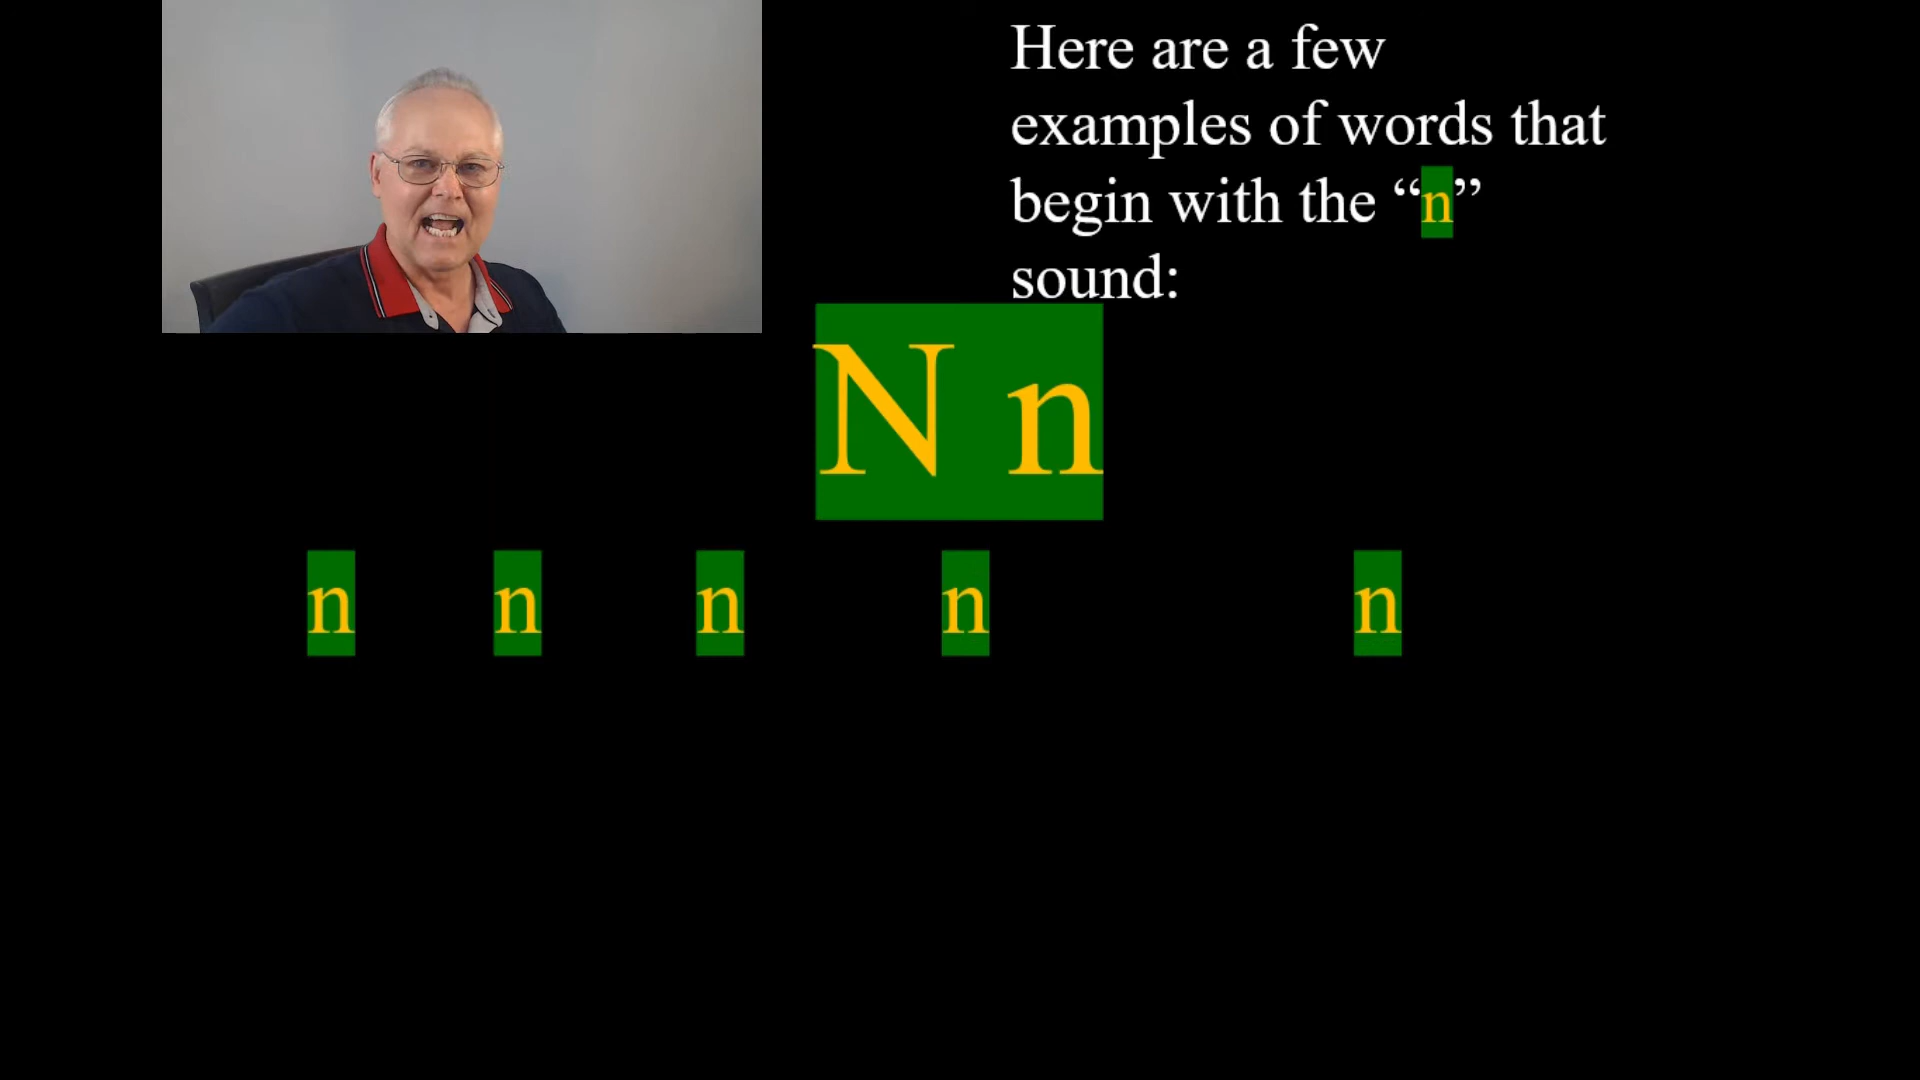 Here are a few
examples of words that
begin with the “n”
sound:
N n
n n n n n